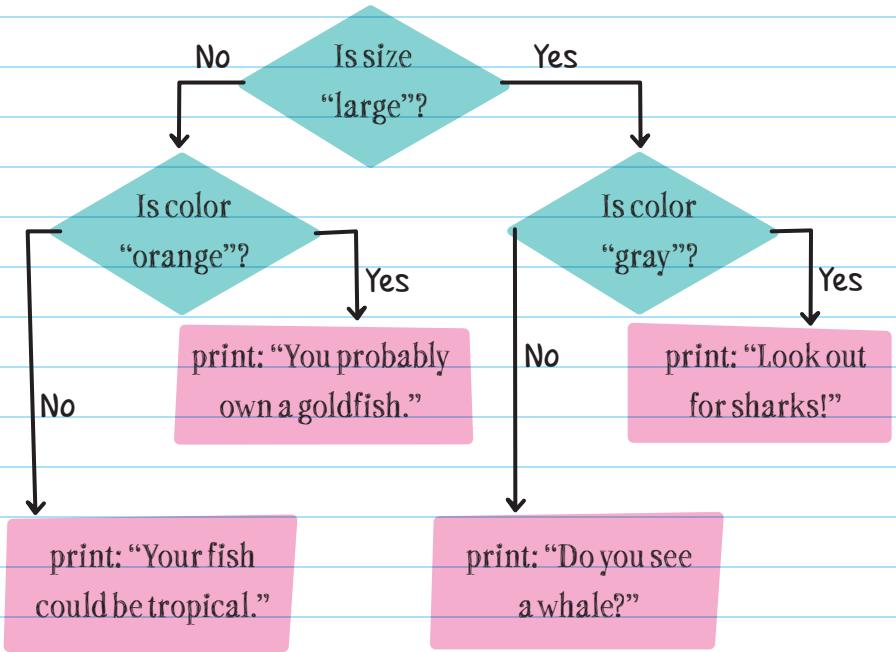 No
Is size
“large”?
Yes
Is color
“orange”?
Yes
No
print: “You probably
own a goldfish.”
print: “Your fish
could be tropical.”
Is color
“gray”?
Yes
No
print: “Look out
for sharks!”
print: “Do you see
a whale?”